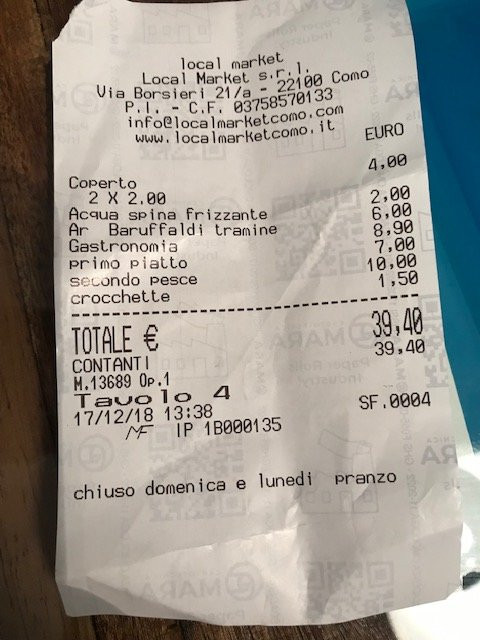 local market
Local Market s.r.l.
Via Borsieri 21/a - 22100 Como
P.I. - C.F. 03758570133
info@localmarketcomo.com
www.localmarketcomo.it
EURO
Coperto 4,00
2 X 2.00
Acqua spina frizzante 2,00
Ar Baruffaldi tramine 6,00
Gastronomia 8,90
primo piatto 7,00
secondo pesce 10,00
crocchette 1,50
TOTALE € 39,40
CONTANTI 39,40
M.13689 Op.1
Tavolo 4
17/12/18 13:38 SF.0004
MF IP 1B000135
chiuso domenica e lunedi pranzo